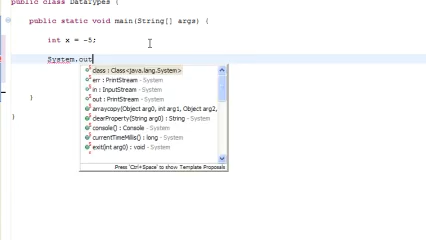 public class DataTypes {
public static void main(String[] args) {
int x = -5;
System.out
class : Class<java.lang.System>
err : PrintStream - System
in : InputStream - System
out : PrintStream - System
arraycopy(Object arg0, int arg1, Object arg2,
clearProperty(String arg0) : String - System
console() : Console - System
currentTimeMillis() : long - System
exit(int arg0) : void - System
Press 'Ctrl+Space' to show Template Proposals
}
}